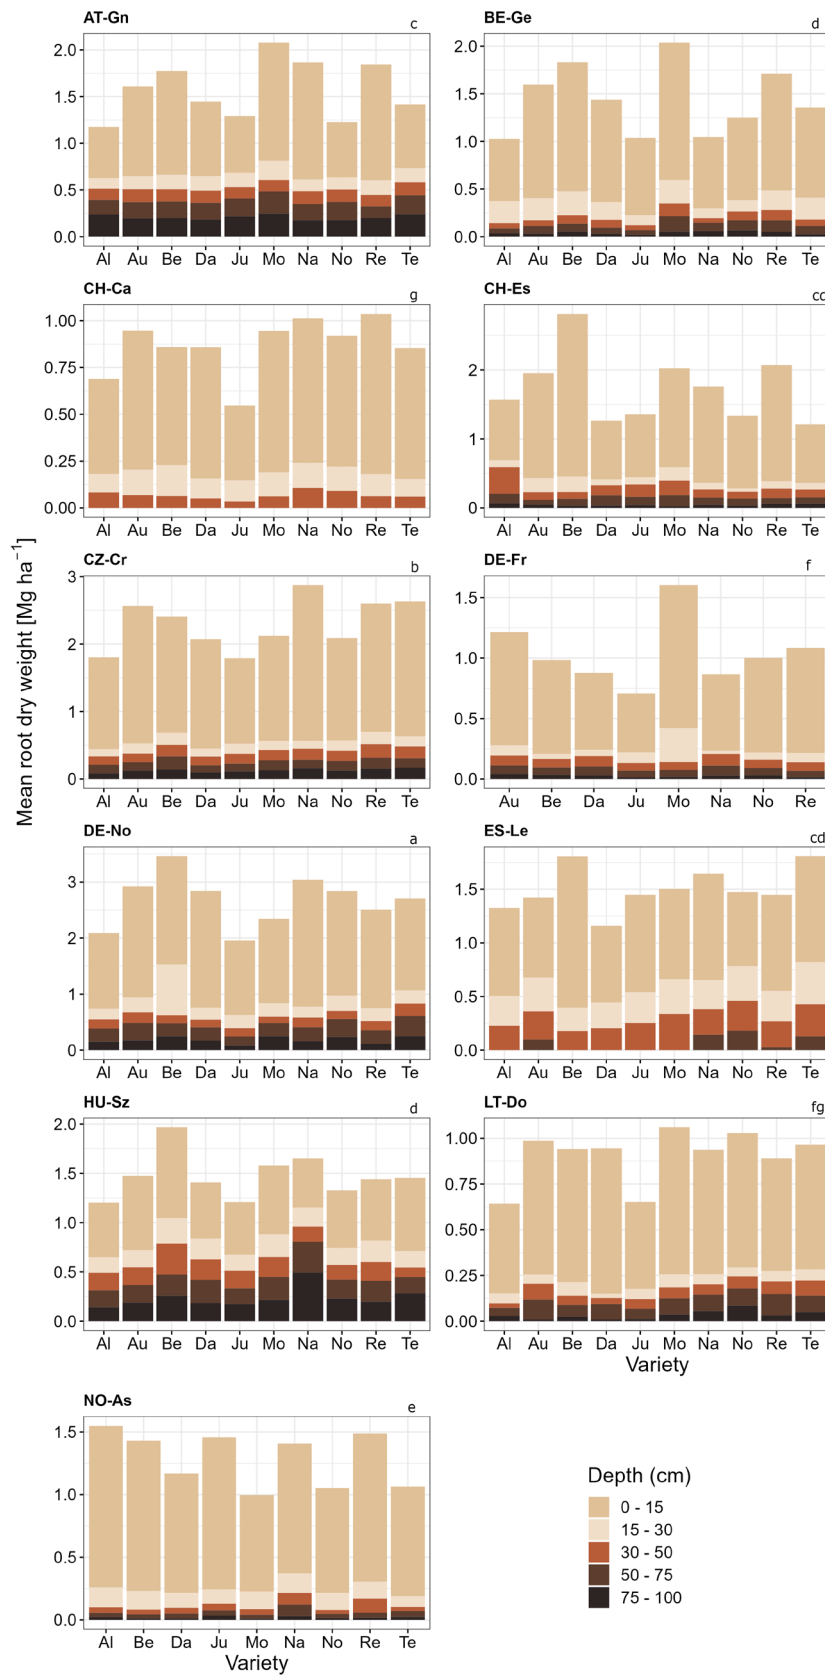 AT-Gn c
2.0
1.5
1.0
0.5
0.0
Al Au Be Da Ju Mo Na No Re Te
BE-Ge d
2.0
1.5
1.0
0.5
0.0
Al Au Be Da Ju Mo Na No Re Te
CH-Ca g
1.00
0.75
0.50
0.25
0.00
Al Au Be Da Ju Mo Na No Re Te
CH-Es
2
1
0
Al Au Be Da Ju Mo Na No Re Te
Mean root dry weight [Mg ha⁻¹]
CZ-Cr b
3
2
1
0
Al Au Be Da Ju Mo Na No Re Te
DE-Fr f
1.5
1.0
0.5
0.0
Au Be Da Ju Mo Na No Re
DE-No a
3
2
1
0
Al Au Be Da Ju Mo Na No Re Te
ES-Le cd
1.5
1.0
0.5
0.0
Al Au Be Da Ju Mo Na No Re Te
HU-Sz d
2.0
1.5
1.0
0.5
0.0
Al Au Be Da Ju Mo Na No Re Te
LT-Do fg
1.00
0.75
0.50
0.25
0.00
Al Au Be Da Ju Mo Na No Re Te
Variety
NO-As e
1.5
1.0
0.5
0.0
Al Be Da Ju Mo Na No Re Te
Variety
Depth (cm)
0 - 15
15 - 30
30 - 50
50 - 75
75 - 100